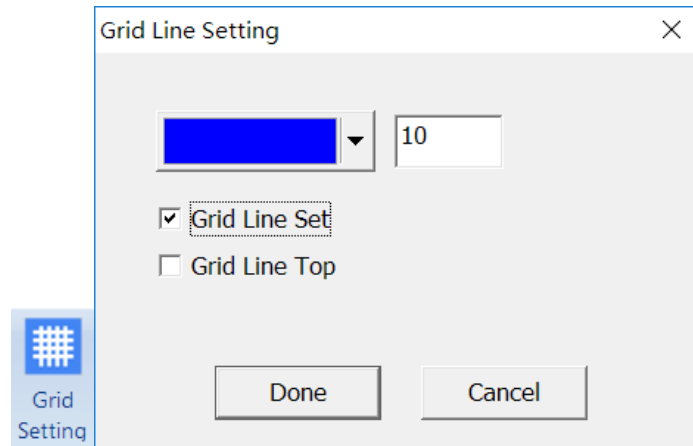 Grid Line Setting
10
Grid Line Set
Grid Line Top
Done Cancel
Grid
Setting